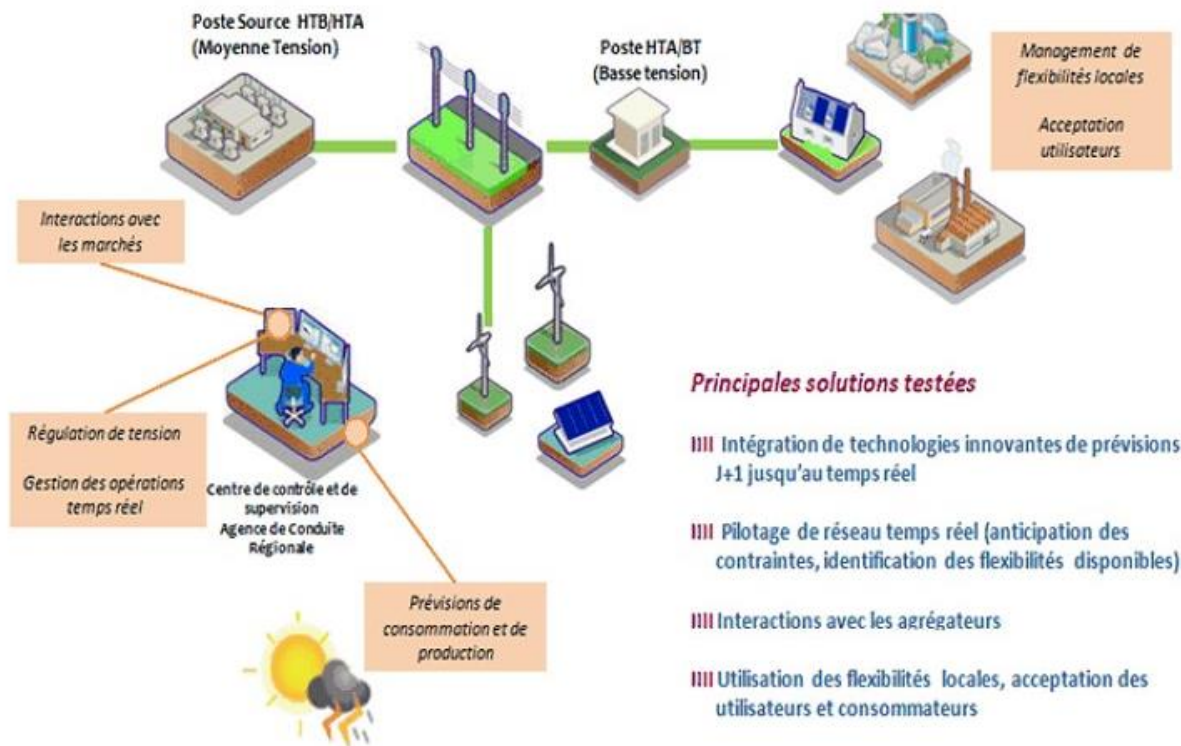 Poste Source HTB/HTA
(Moyenne Tension)
Poste HTA/BT
(Basse tension)
Management de
flexibilités locales
Acceptation
utilisateurs
Interactions avec
les marchés
Régulation de tension
Gestion des opérations
temps réel
Centre de contrôle et de
supervision
Agence de Conduite
Régionale
Prévisions de
consommation et de
production
Principales solutions testées
Intégration de technologies innovantes de prévisions
J+1 jusqu'au temps réel
Pilotage de réseau temps réel (anticipation des
contraintes, identification des flexibilités disponibles)
Interactions avec les agrégateurs
Utilisation des flexibilités locales, acceptation des
utilisateurs et consommateurs